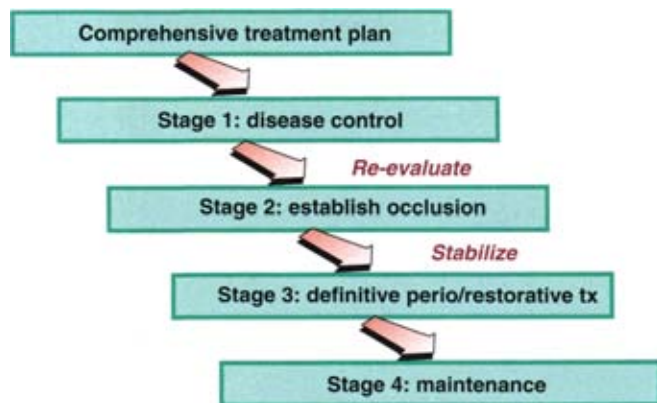 Comprehensive treatment plan
Stage 1: disease control
Re-evaluate
Stage 2: establish occlusion
Stabilize
Stage 3: definitive perio/restorative tx
Stage 4: maintenance